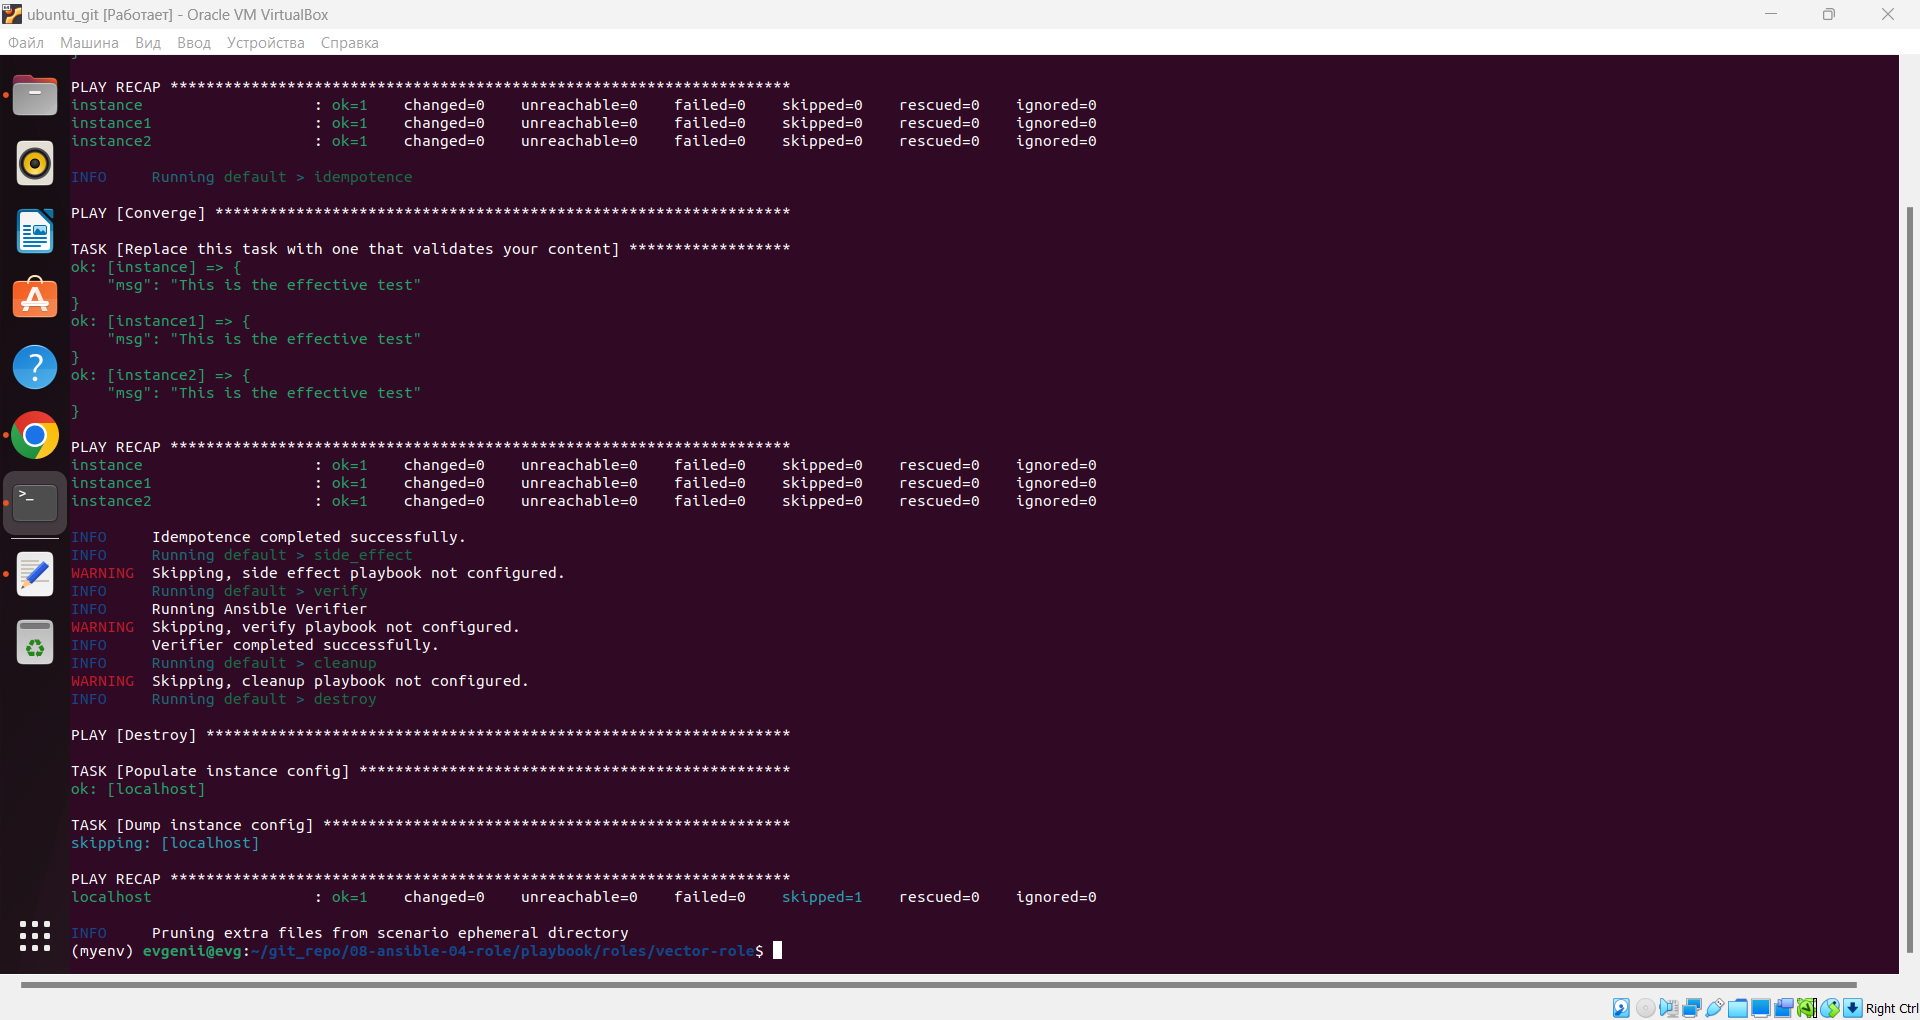 ubuntu_git [Работает] - Oracle VM VirtualBox
Файл Машина Вид Ввод Устройства Справка
}
PLAY RECAP *********************************************************************
instance : ok=1 changed=0 unreachable=0 failed=0 skipped=0 rescued=0 ignored=0
instance1 : ok=1 changed=0 unreachable=0 failed=0 skipped=0 rescued=0 ignored=0
instance2 : ok=1 changed=0 unreachable=0 failed=0 skipped=0 rescued=0 ignored=0
INFO Running default > idempotence
PLAY [Converge] ****************************************************************
TASK [Replace this task with one that validates your content] ******************
ok: [instance] => {
"msg": "This is the effective test"
}
ok: [instance1] => {
"msg": "This is the effective test"
}
ok: [instance2] => {
"msg": "This is the effective test"
}
PLAY RECAP *********************************************************************
instance : ok=1 changed=0 unreachable=0 failed=0 skipped=0 rescued=0 ignored=0
instance1 : ok=1 changed=0 unreachable=0 failed=0 skipped=0 rescued=0 ignored=0
instance2 : ok=1 changed=0 unreachable=0 failed=0 skipped=0 rescued=0 ignored=0
INFO Idempotence completed successfully.
INFO Running default > side_effect
WARNING Skipping, side effect playbook not configured.
INFO Running default > verify
INFO Running Ansible Verifier
WARNING Skipping, verify playbook not configured.
INFO Verifier completed successfully.
INFO Running default > cleanup
WARNING Skipping, cleanup playbook not configured.
INFO Running default > destroy
PLAY [Destroy] *****************************************************************
TASK [Populate instance config] ************************************************
ok: [localhost]
TASK [Dump instance config] ****************************************************
skipping: [localhost]
PLAY RECAP *********************************************************************
localhost : ok=1 changed=0 unreachable=0 failed=0 skipped=1 rescued=0 ignored=0
INFO Pruning extra files from scenario ephemeral directory
(myenv) evgenii@evg:~/git_repo/08-ansible-04-role/playbook/roles/vector-role$
Right Ctrl